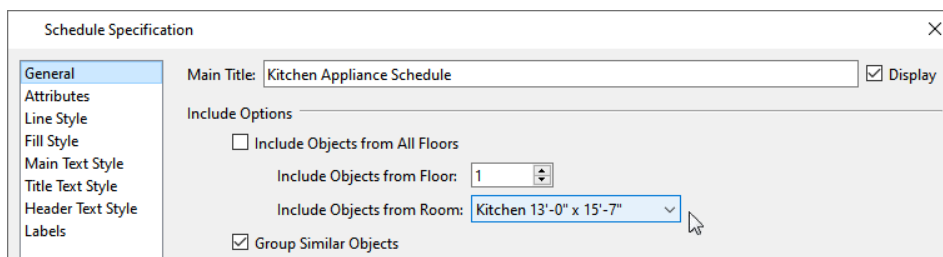 Schedule Specification
General
Attributes
Line Style
Fill Style
Main Text Style
Title Text Style
Header Text Style
Labels
Main Title: Kitchen Appliance Schedule Display
Include Options
Include Objects from All Floors
Include Objects from Floor: 1
Include Objects from Room: Kitchen 13'-0" x 15'-7"
Group Similar Objects